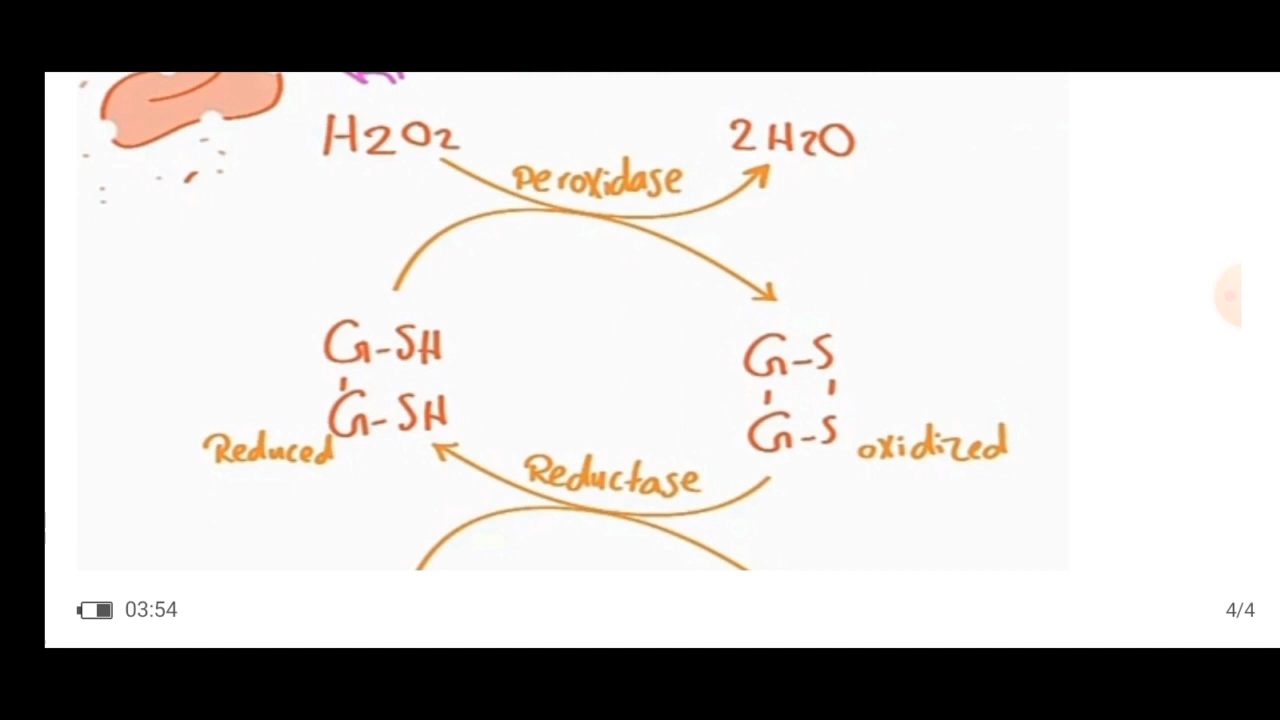 H2O2
2H2O
Peroxidase
G-SH
G-S
G-SH
G-S
Reduced
oxidized
Reductase
03:54
4/4